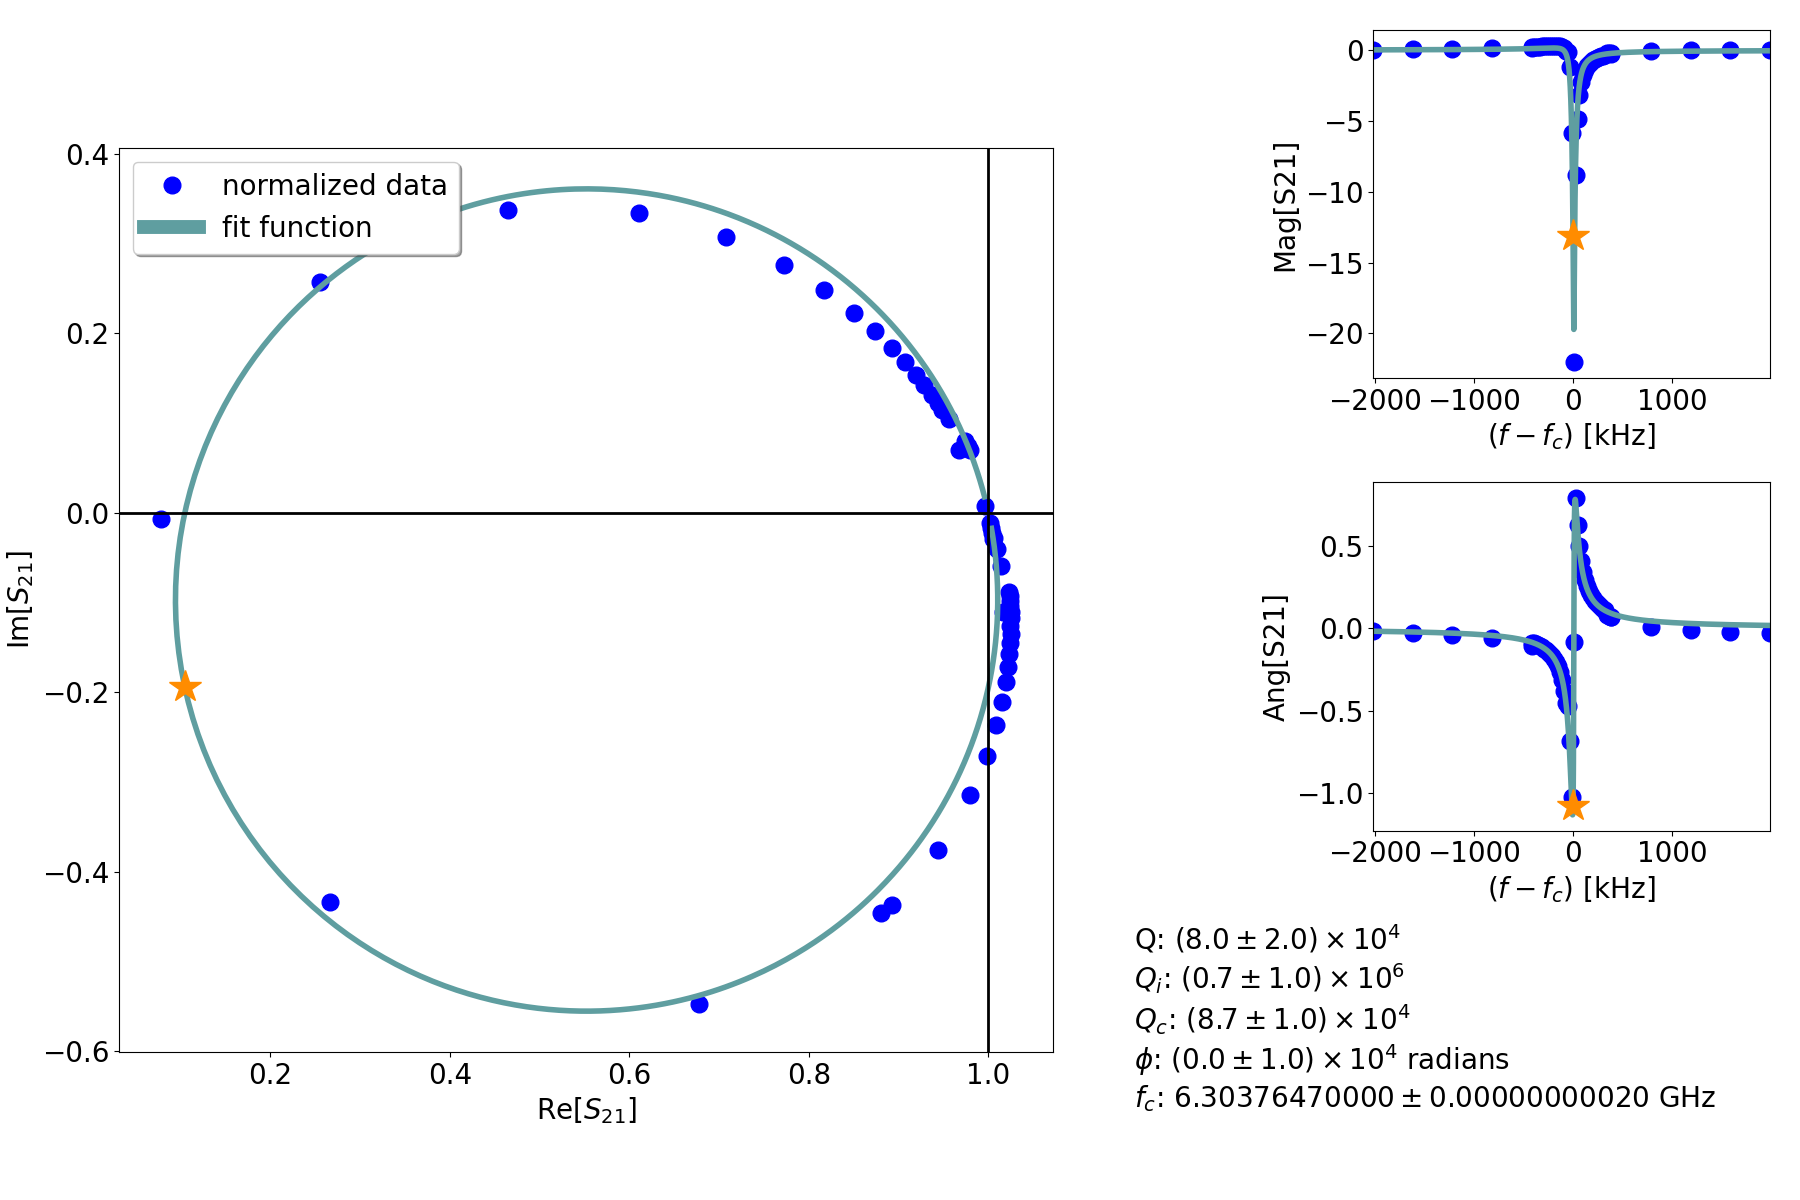 normalized data
fit function
0.4
0.2
0.0
−0.2
−0.4
−0.6
Im[S21]
0.2 0.4 0.6 0.8 1.0
Re[S21]
0
−5
−10
−15
−20
Mag[S21]
−2000 −1000 0 1000
(f − fc) [kHz]
0.5
0.0
−0.5
−1.0
Ang[S21]
−2000 −1000 0 1000
(f − fc) [kHz]
Q: (8.0 ± 2.0) × 10^4
Qi: (0.7 ± 1.0) × 10^6
Qc: (8.7 ± 1.0) × 10^4
ϕ: (0.0 ± 1.0) × 10^4 radians
fc: 6.30376470000 ± 0.00000000020 GHz